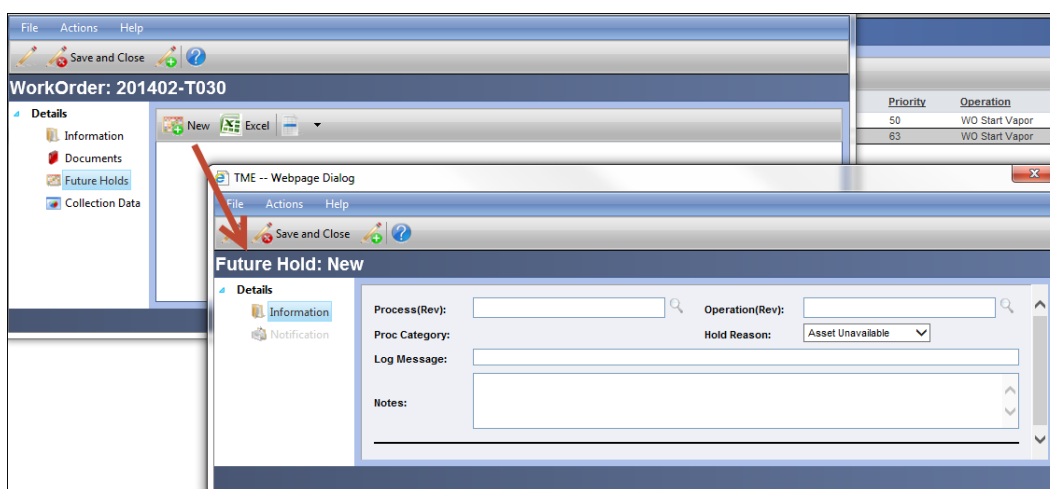 File Actions Help
Save and Close
WorkOrder: 201402-T030
Details
Information
Documents
Future Holds
Collection Data
New Excel
Priority Operation
50 WO Start Vapor
63 WO Start Vapor
TME -- Webpage Dialog
File Actions Help
Save and Close
Future Hold: New
Details
Information
Notification
Process(Rev): Operation(Rev):
Proc Category: Hold Reason: Asset Unavailable
Log Message:
Notes: